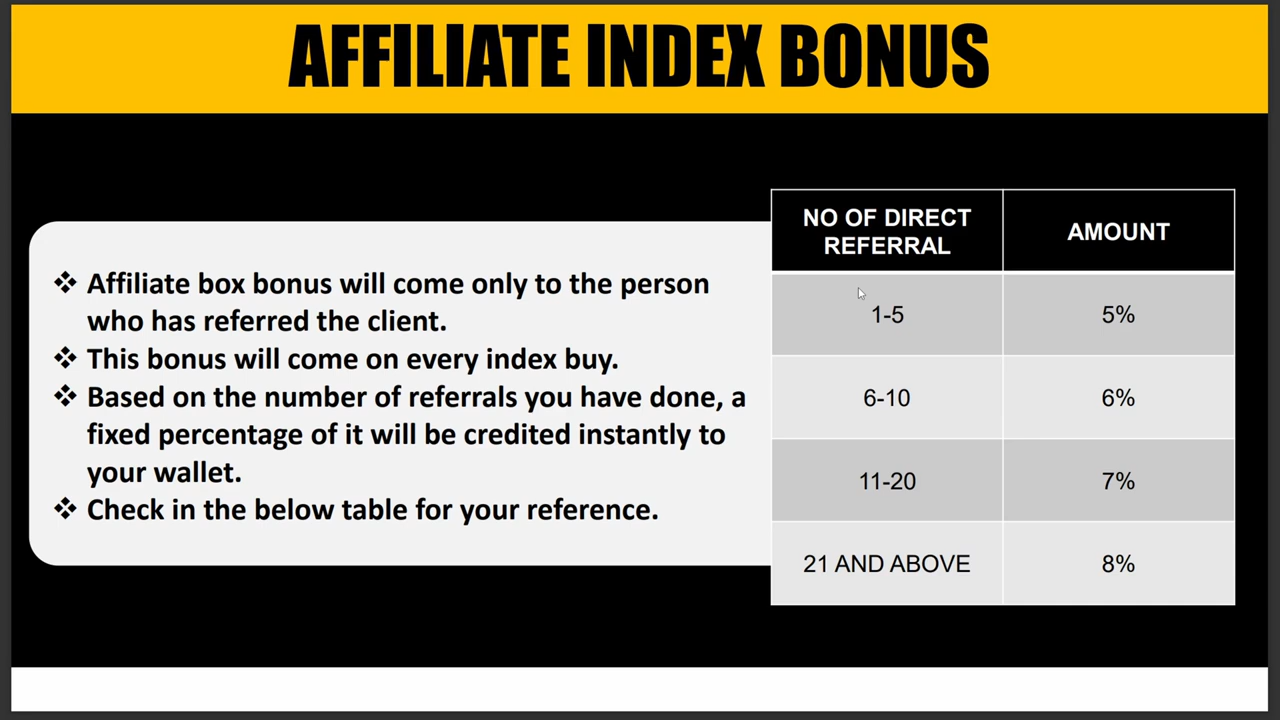 AFFILIATE INDEX BONUS
❖ Affiliate box bonus will come only to the person
who has referred the client.
❖ This bonus will come on every index buy.
❖ Based on the number of referrals you have done, a
fixed percentage of it will be credited instantly to
your wallet.
❖ Check in the below table for your reference.
NO OF DIRECT
REFERRAL
AMOUNT
1-5 5%
6-10 6%
11-20 7%
21 AND ABOVE 8%